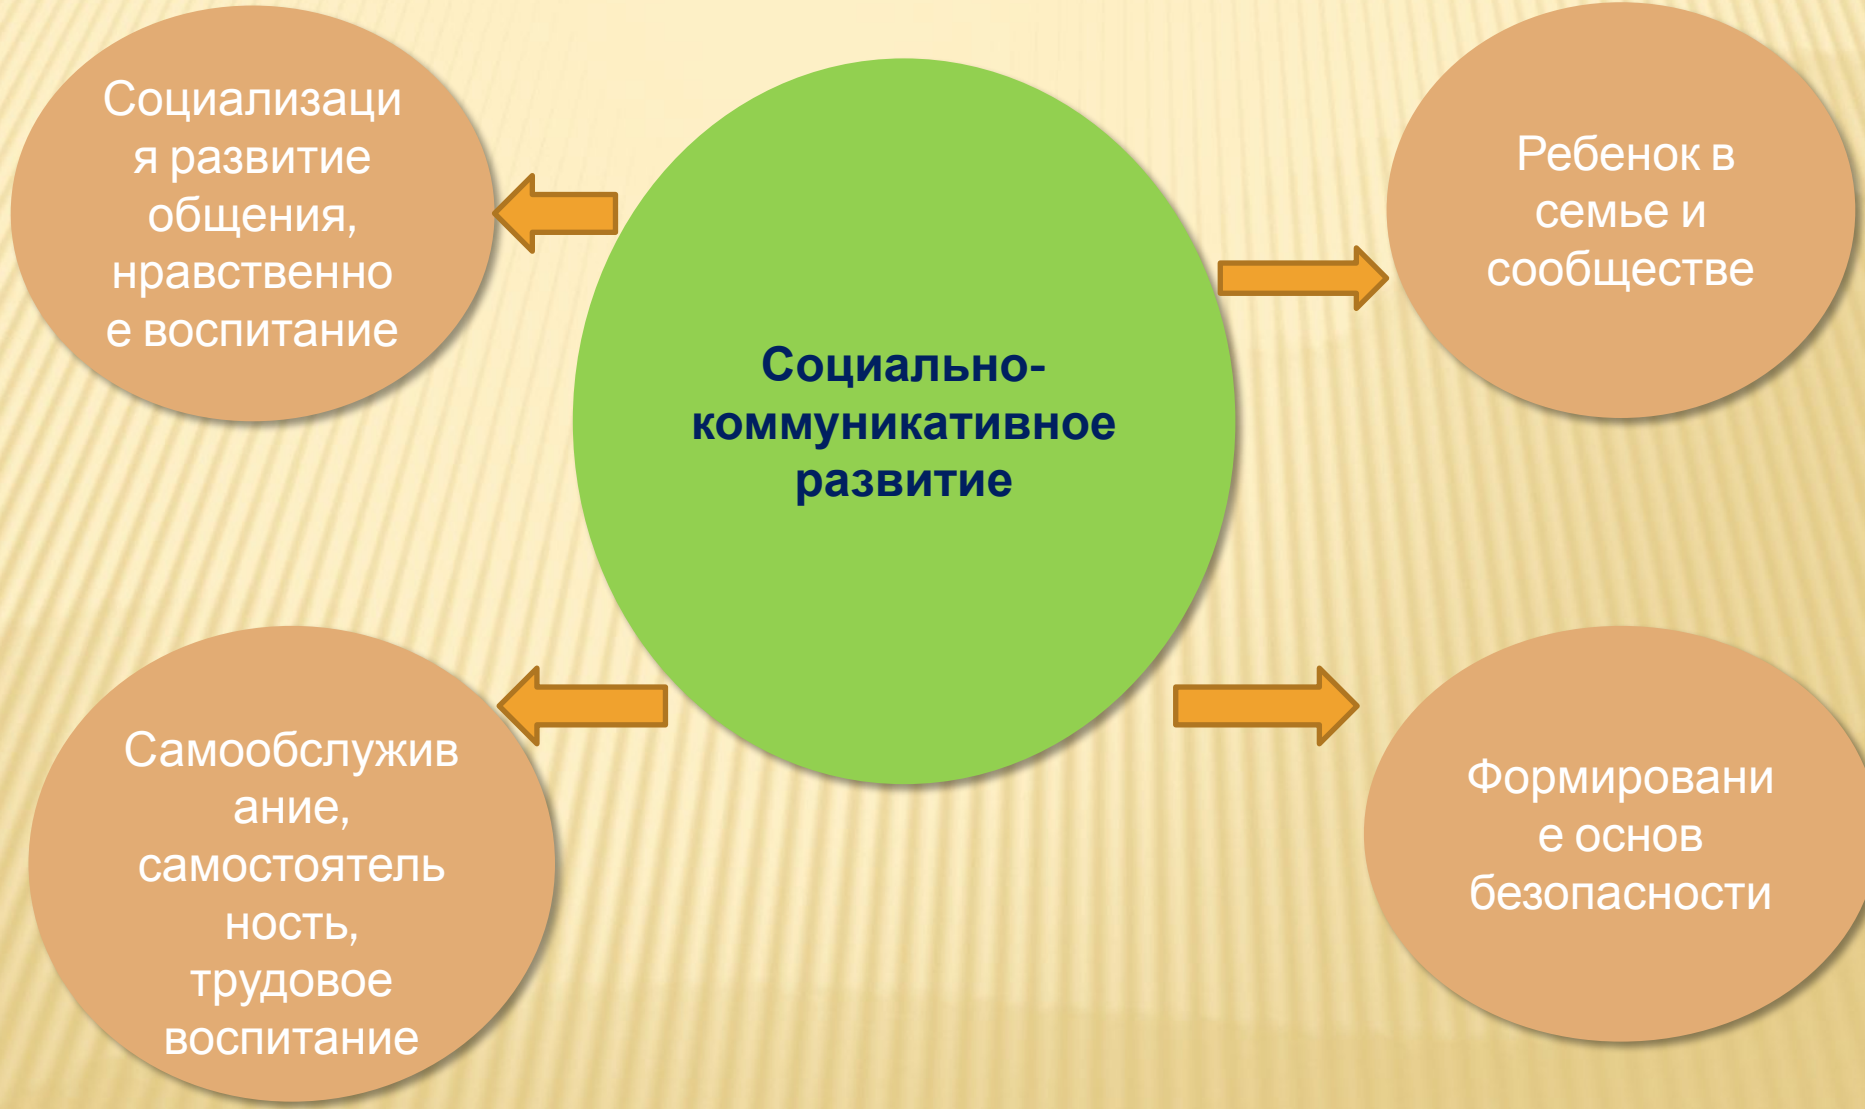 Социализаци
я развитие
общения,
нравственно
е воспитание
Ребенок в
семье и
сообществе
Социально-
коммуникативное
развитие
Самообслужив
ание,
самостоятель
ность,
трудовое
воспитание
Формировани
е основ
безопасности